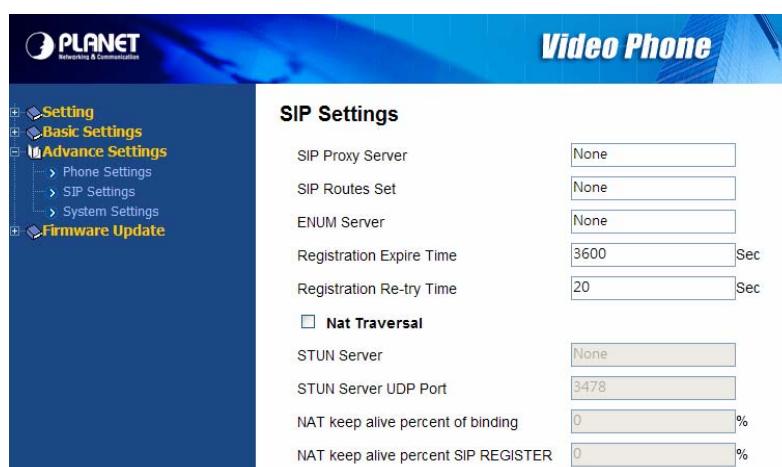 PLANET
Networking & Communication
Video Phone
Setting
Basic Settings
Advance Settings
Phone Settings
SIP Settings
System Settings
Firmware Update
SIP Settings
SIP Proxy Server None
SIP Routes Set None
ENUM Server None
Registration Expire Time 3600 Sec
Registration Re-try Time 20 Sec
Nat Traversal
STUN Server None
STUN Server UDP Port 3478
NAT keep alive percent of binding 0 %
NAT keep alive percent SIP REGISTER 0 %